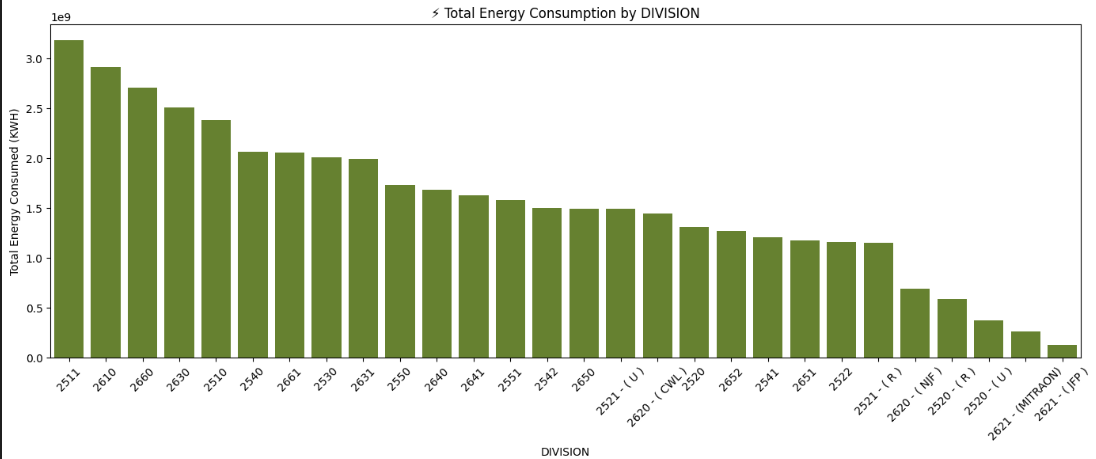 ⚡ Total Energy Consumption by DIVISION
1e9
3.0
2.5
2.0
1.5
1.0
0.5
0.0
Total Energy Consumed (KWH)
2511
2610
2660
2630
2510
2540
2661
2530
2631
2550
2640
2641
2551
2542
2650
2521 - ( U )
2620 - ( CWL )
2520
2652
2541
2651
2522
2521 - ( R )
2620 - ( NJF )
2520 - ( R )
2520 - ( U )
2621 - (MITRAON)
2621 - ( JFP )
DIVISION